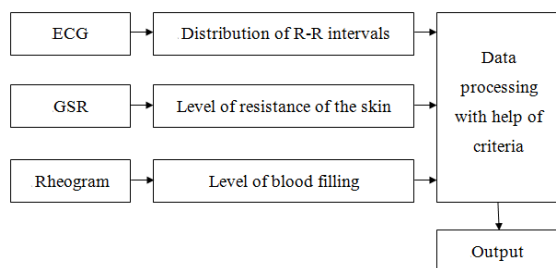 ECG
Distribution of R-R intervals
GSR
Level of resistance of the skin
Rheogram
Level of blood filling
Data
processing
with help of
criteria
Output